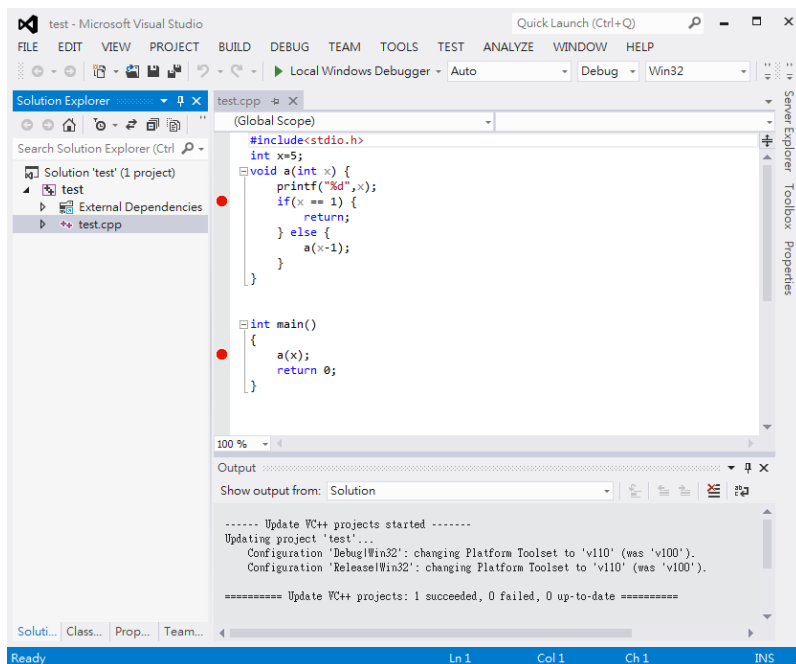 test - Microsoft Visual Studio
Quick Launch (Ctrl+Q)
FILE EDIT VIEW PROJECT BUILD DEBUG TEAM TOOLS TEST ANALYZE WINDOW HELP
Local Windows Debugger Auto Debug Win32
Solution Explorer
Search Solution Explorer (Ctrl
Solution 'test' (1 project)
test
External Dependencies
test.cpp
test.cpp
(Global Scope)
#include<stdio.h>
int x=5;
void a(int x) {
printf("%d",x);
if(x == 1) {
return;
} else {
a(x-1);
}
}
int main()
{
a(x);
return 0;
}
100 %
Output
Show output from: Solution
------ Update VC++ projects started -------
Updating project 'test'...
Configuration 'Debug|Win32': changing Platform Toolset to 'v110' (was 'v100').
Configuration 'Release|Win32': changing Platform Toolset to 'v110' (was 'v100').
========== Update VC++ projects: 1 succeeded, 0 failed, 0 up-to-date ==========
Soluti... Class... Prop... Team...
Server Explorer
Toolbox
Properties
Ready Ln 1 Col 1 Ch 1 INS